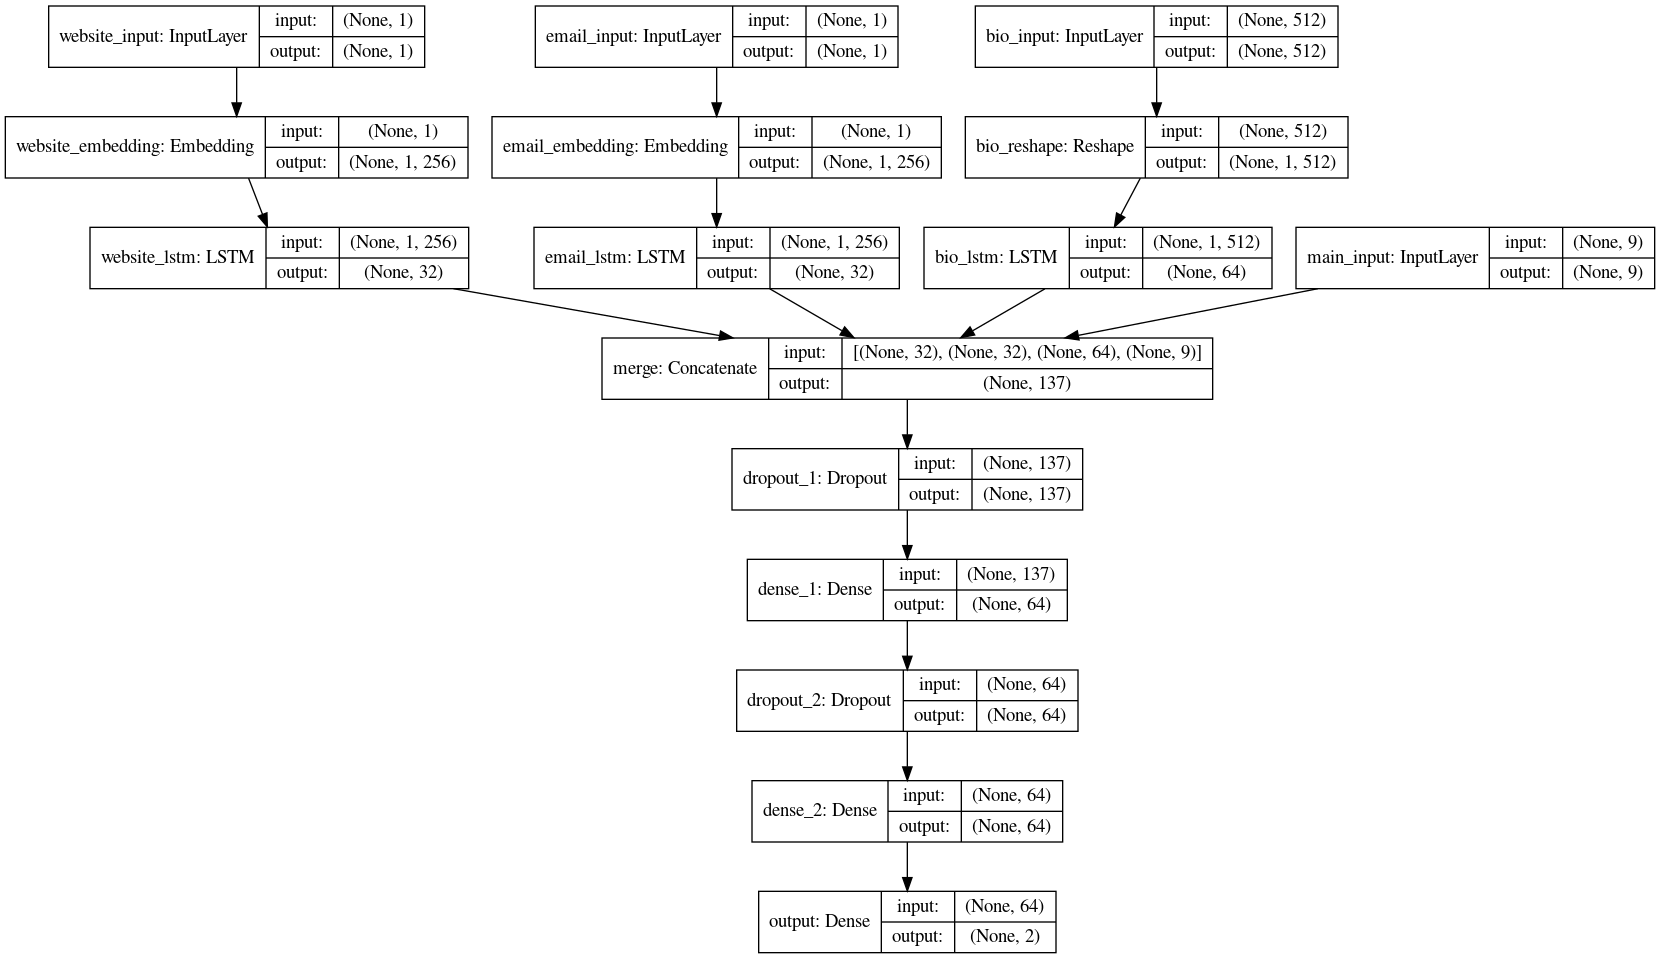 website_input: InputLayer
input:
(None, 1)
output:
(None, 1)
email_input: InputLayer
input:
(None, 1)
output:
(None, 1)
bio_input: InputLayer
input:
(None, 512)
output:
(None, 512)
website_embedding: Embedding
input:
(None, 1)
output:
(None, 1, 256)
email_embedding: Embedding
input:
(None, 1)
output:
(None, 1, 256)
bio_reshape: Reshape
input:
(None, 512)
output:
(None, 1, 512)
website_lstm: LSTM
input:
(None, 1, 256)
output:
(None, 32)
email_lstm: LSTM
input:
(None, 1, 256)
output:
(None, 32)
bio_lstm: LSTM
input:
(None, 1, 512)
output:
(None, 64)
main_input: InputLayer
input:
(None, 9)
output:
(None, 9)
merge: Concatenate
input:
[(None, 32), (None, 32), (None, 64), (None, 9)]
output:
(None, 137)
dropout_1: Dropout
input:
(None, 137)
output:
(None, 137)
dense_1: Dense
input:
(None, 137)
output:
(None, 64)
dropout_2: Dropout
input:
(None, 64)
output:
(None, 64)
dense_2: Dense
input:
(None, 64)
output:
(None, 64)
output: Dense
input:
(None, 64)
output:
(None, 2)